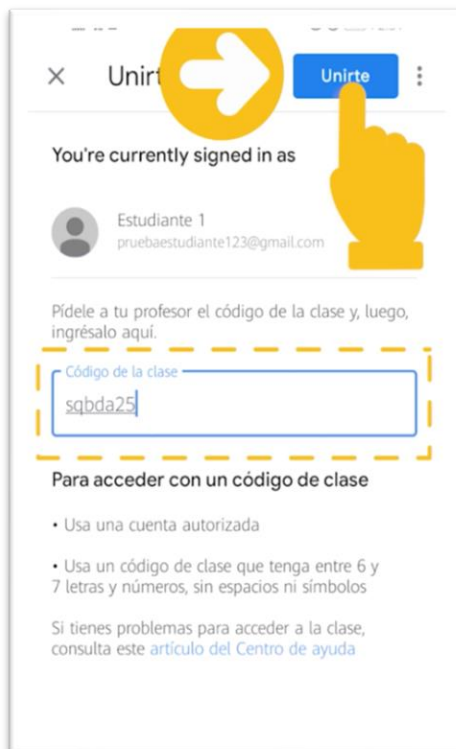 Unirt
Unirte
You're currently signed in as
Estudiante 1
pruebaestudiante123@gmail.com
Pídele a tu profesor el código de la clase y, luego,
ingrésalo aquí.
Código de la clase
sqbda25
Para acceder con un código de clase
• Usa una cuenta autorizada
• Usa un código de clase que tenga entre 6 y
7 letras y números, sin espacios ni símbolos
Si tienes problemas para acceder a la clase,
consulta este artículo del Centro de ayuda